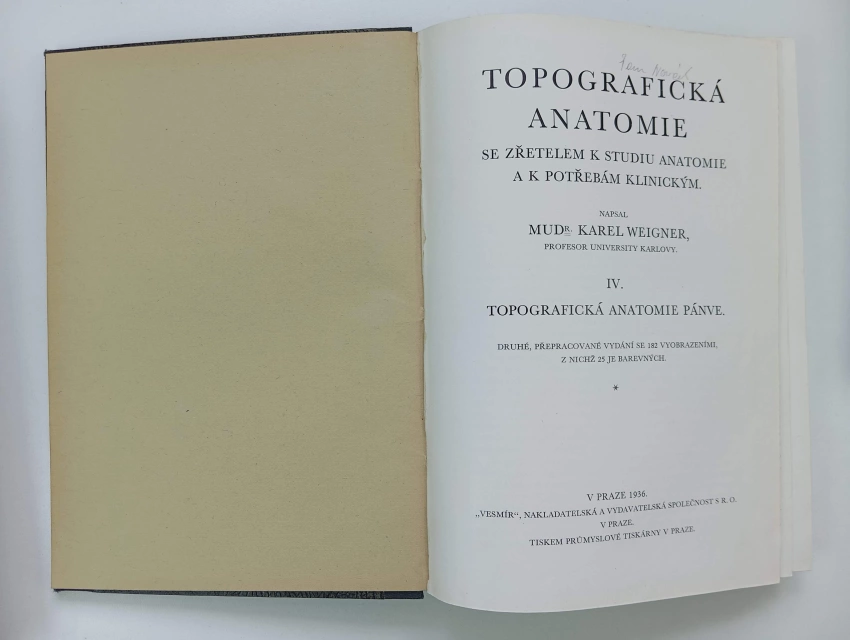 TOPOGRAFICKÁ
ANATOMIE
SE ZŘETELEM K STUDIU ANATOMIE
A K POTŘEBÁM KLINICKÝM.
NAPSAL
MUDR. KAREL WEIGNER,
PROFESOR UNIVERSITY KARLOVY.
IV.
TOPOGRAFICKÁ ANATOMIE PÁNVE.
DRUHÉ, PŘEPRACOVANÉ VYDÁNÍ SE 182 VYOBRAZENÍMI,
Z NICHŽ 25 JE BAREVNÝCH.
*
V PRAZE 1936.
„VESMÍR“, NAKLADATELSKÁ A VYDAVATELSKÁ SPOLEČNOST S R. O.
V PRAZE.
TISKEM PRŮMYSLOVÉ TISKÁRNY V PRAZE.